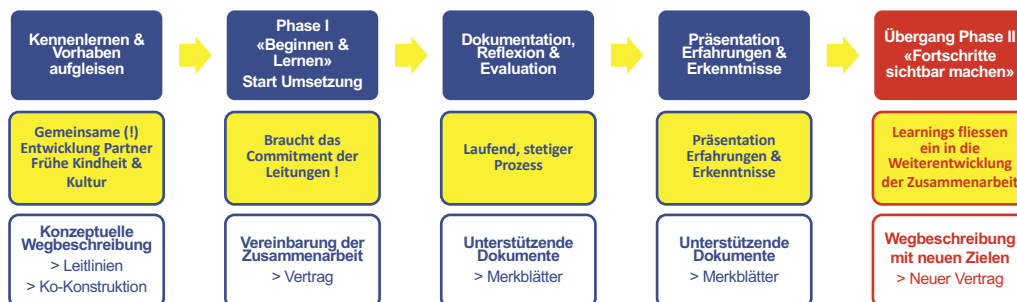 Kennenlernen &
Vorhaben
aufgleisen
Phase I
«Beginnen &
Lernen»
Start Umsetzung
Dokumentation,
Reflexion &
Evaluation
Präsentation
Erfahrungen &
Erkenntnisse
Übergang Phase II
«Fortschritte
sichtbar machen»
Gemeinsame (!)
Entwicklung Partner
Frühe Kindheit &
Kultur
Braucht das
Commitment der
Leitungen !
Laufend, stetiger
Prozess
Präsentation
Erfahrungen &
Erkenntnisse
Learnings fliessen
ein in die
Weiterentwicklung
der Zusammenarbeit
Konzeptuelle
Wegbeschreibung
> Leitlinien
> Ko-Konstruktion
Vereinbarung der
Zusammenarbeit
> Vertrag
Unterstützende
Dokumente
> Merkblätter
Unterstützende
Dokumente
> Merkblätter
Wegbeschreibung
mit neuen Zielen
> Neuer Vertrag